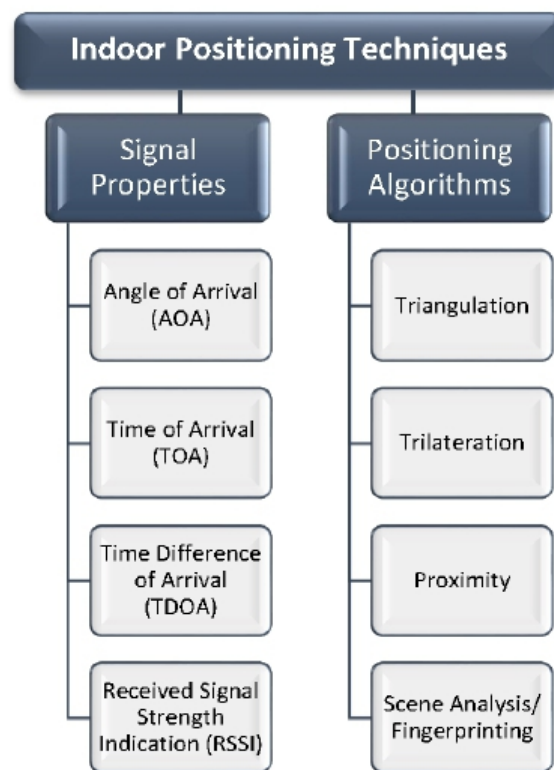 Indoor Positioning Techniques
Signal
Properties
Angle of Arrival
(AOA)
Time of Arrival
(TOA)
Time Difference
of Arrival
(TDOA)
Received Signal
Strength
Indication (RSSI)
Positioning
Algorithms
Triangulation
Trilateration
Proximity
Scene Analysis/
Fingerprinting